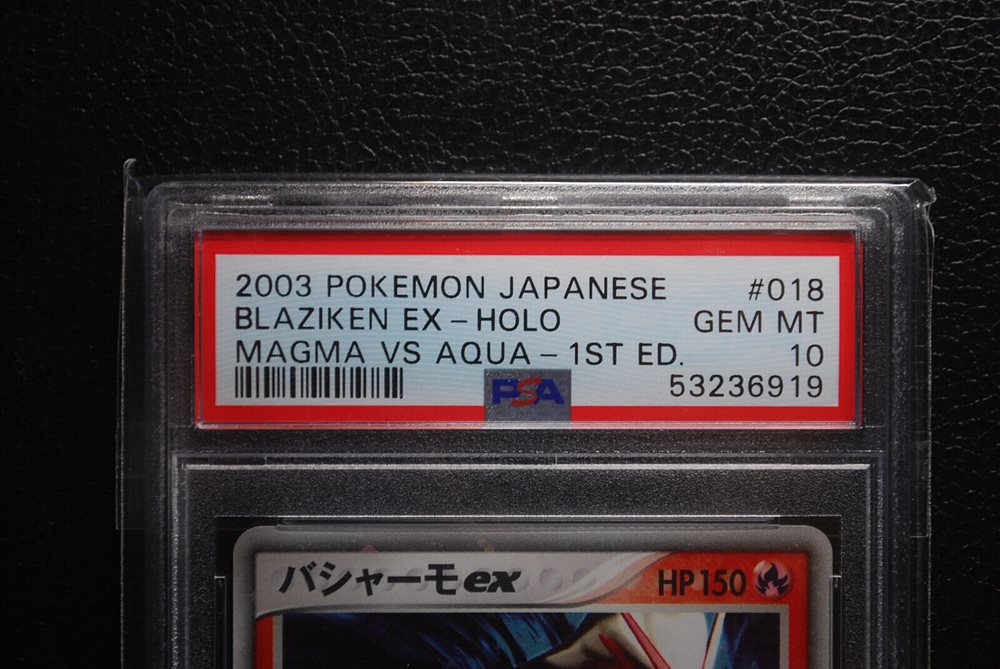 2003 POKEMON JAPANESE #018
BLAZIKEN EX – HOLO GEM MT
MAGMA VS AQUA – 1ST ED. 10
PSA 53236919
バシャーモex HP150